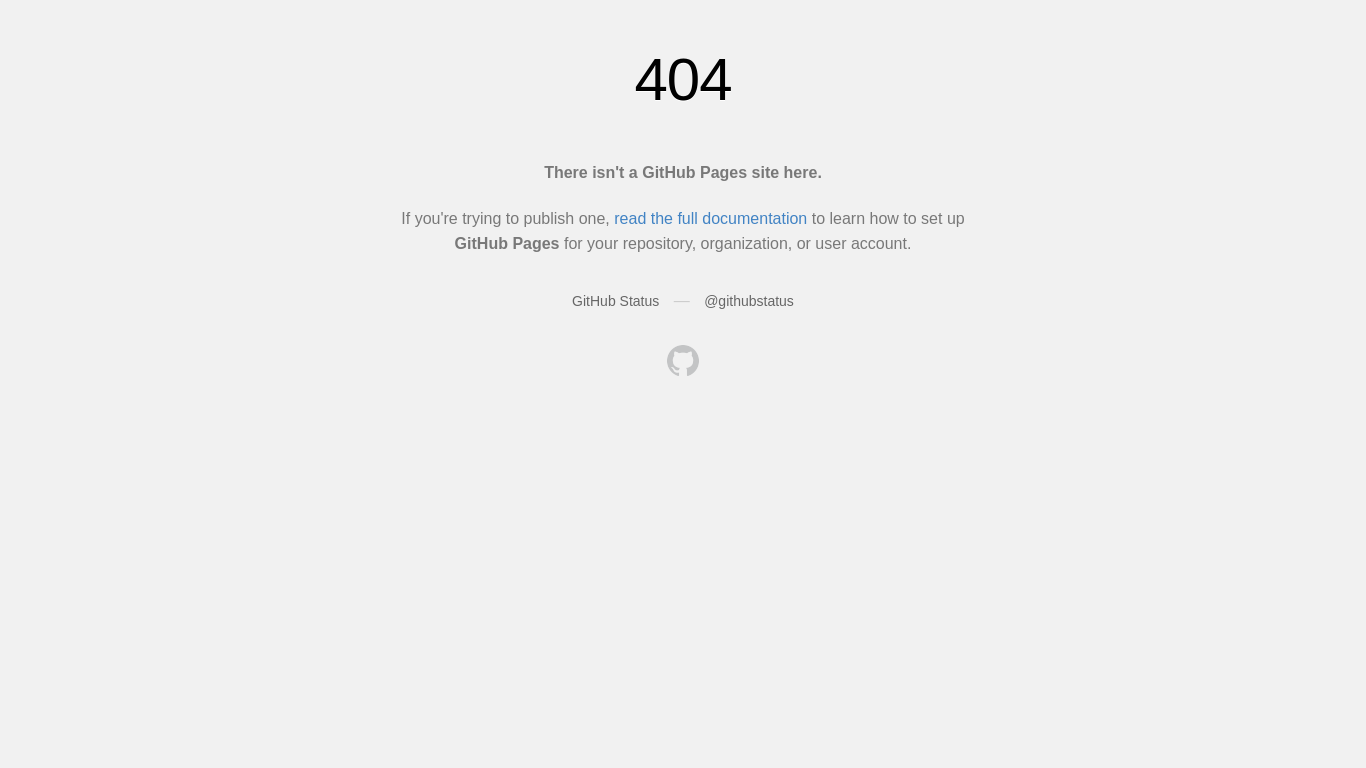 404
There isn't a GitHub Pages site here.
If you're trying to publish one, read the full documentation to learn how to set up
GitHub Pages for your repository, organization, or user account.
GitHub Status — @githubstatus